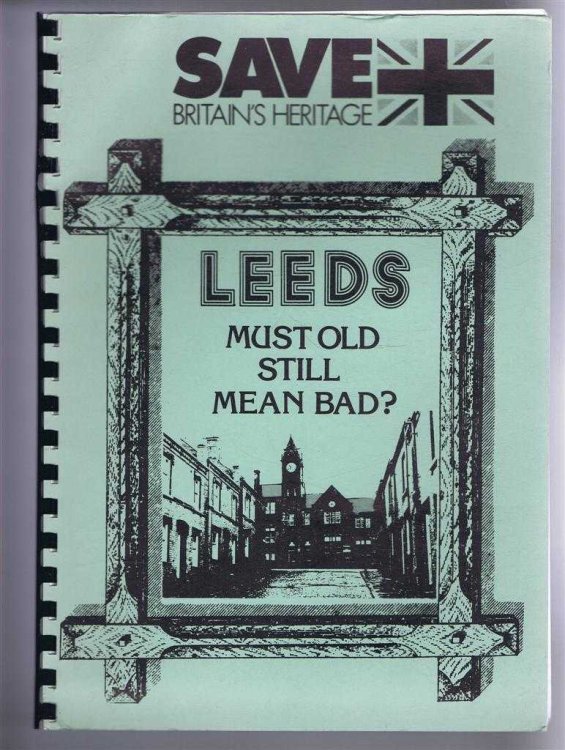 SAVE
BRITAIN'S HERITAGE
LEEDS
MUST OLD
STILL
MEAN BAD?